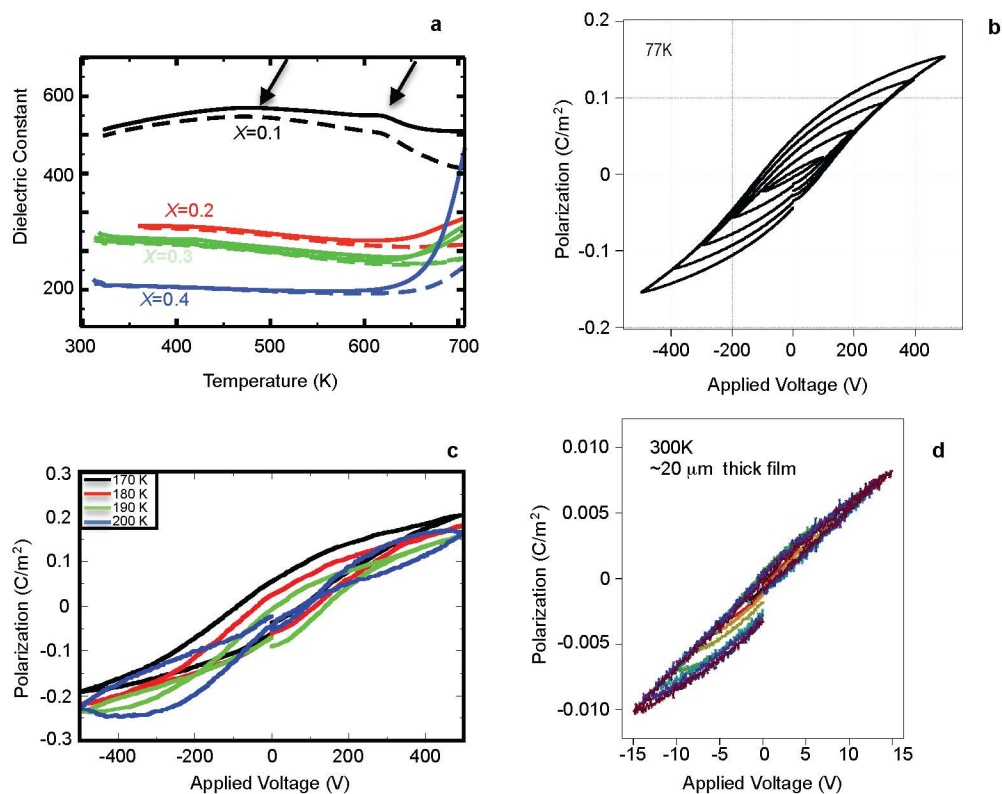 a
Dielectric Constant
600
400
200
X=0.1
X=0.2
X=0.3
X=0.4
300
400
500
600
700
Temperature (K)
b
77K
Polarization (C/m²)
0.2
0.1
0
-0.1
-0.2
-400
-200
0
200
400
Applied Voltage (V)
c
170 K
180 K
190 K
200 K
Polarization (C/m²)
0.3
0.2
0.1
0
-0.1
-0.2
-0.3
-400
-200
0
200
400
Applied Voltage (V)
d
300K
~20 μm thick film
Polarization (C/m²)
0.010
0.005
0
-0.005
-0.010
-15
-10
-5
0
5
10
15
Applied Voltage (V)